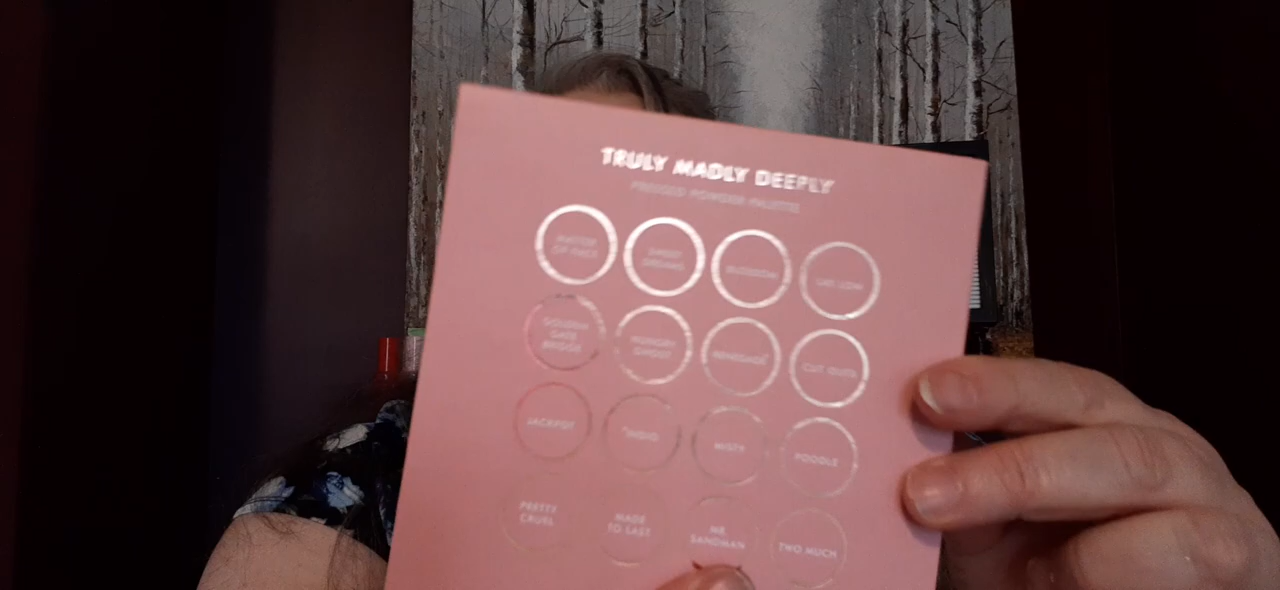 TRULY MADLY DEEPLY
PRESSED POWDER PALETTE
MATTER
OF FACT
SWEET
DREAMS
BLOSSOM
LAY LOW
GOLDEN
GATE
BRIDGE
HUNGRY
GHOST
RENEGADE
CUT OUTS
JACKPOT
MISTY
POODLE
PRETTY
CRUEL
MADE
TO LAST
MR.
SANDMAN
TWO MUCH